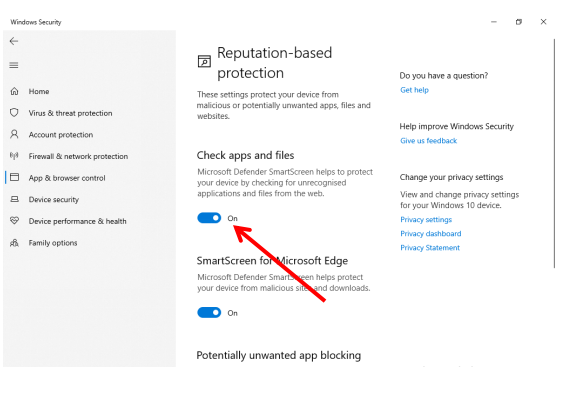 Windows Security
Home
Virus & threat protection
Account protection
Firewall & network protection
App & browser control
Device security
Device performance & health
Family options
Reputation-based
protection
These settings protect your device from
malicious or potentially unwanted apps, files and
websites.
Check apps and files
Microsoft Defender SmartScreen helps to protect
your device by checking for unrecognised
applications and files from the web.
On
SmartScreen for Microsoft Edge
Microsoft Defender SmartScreen helps protect
your device from malicious sites and downloads.
On
Potentially unwanted app blocking
Do you have a question?
Get help
Help improve Windows Security
Give us feedback
Change your privacy settings
View and change privacy settings
for your Windows 10 device.
Privacy settings
Privacy dashboard
Privacy Statement